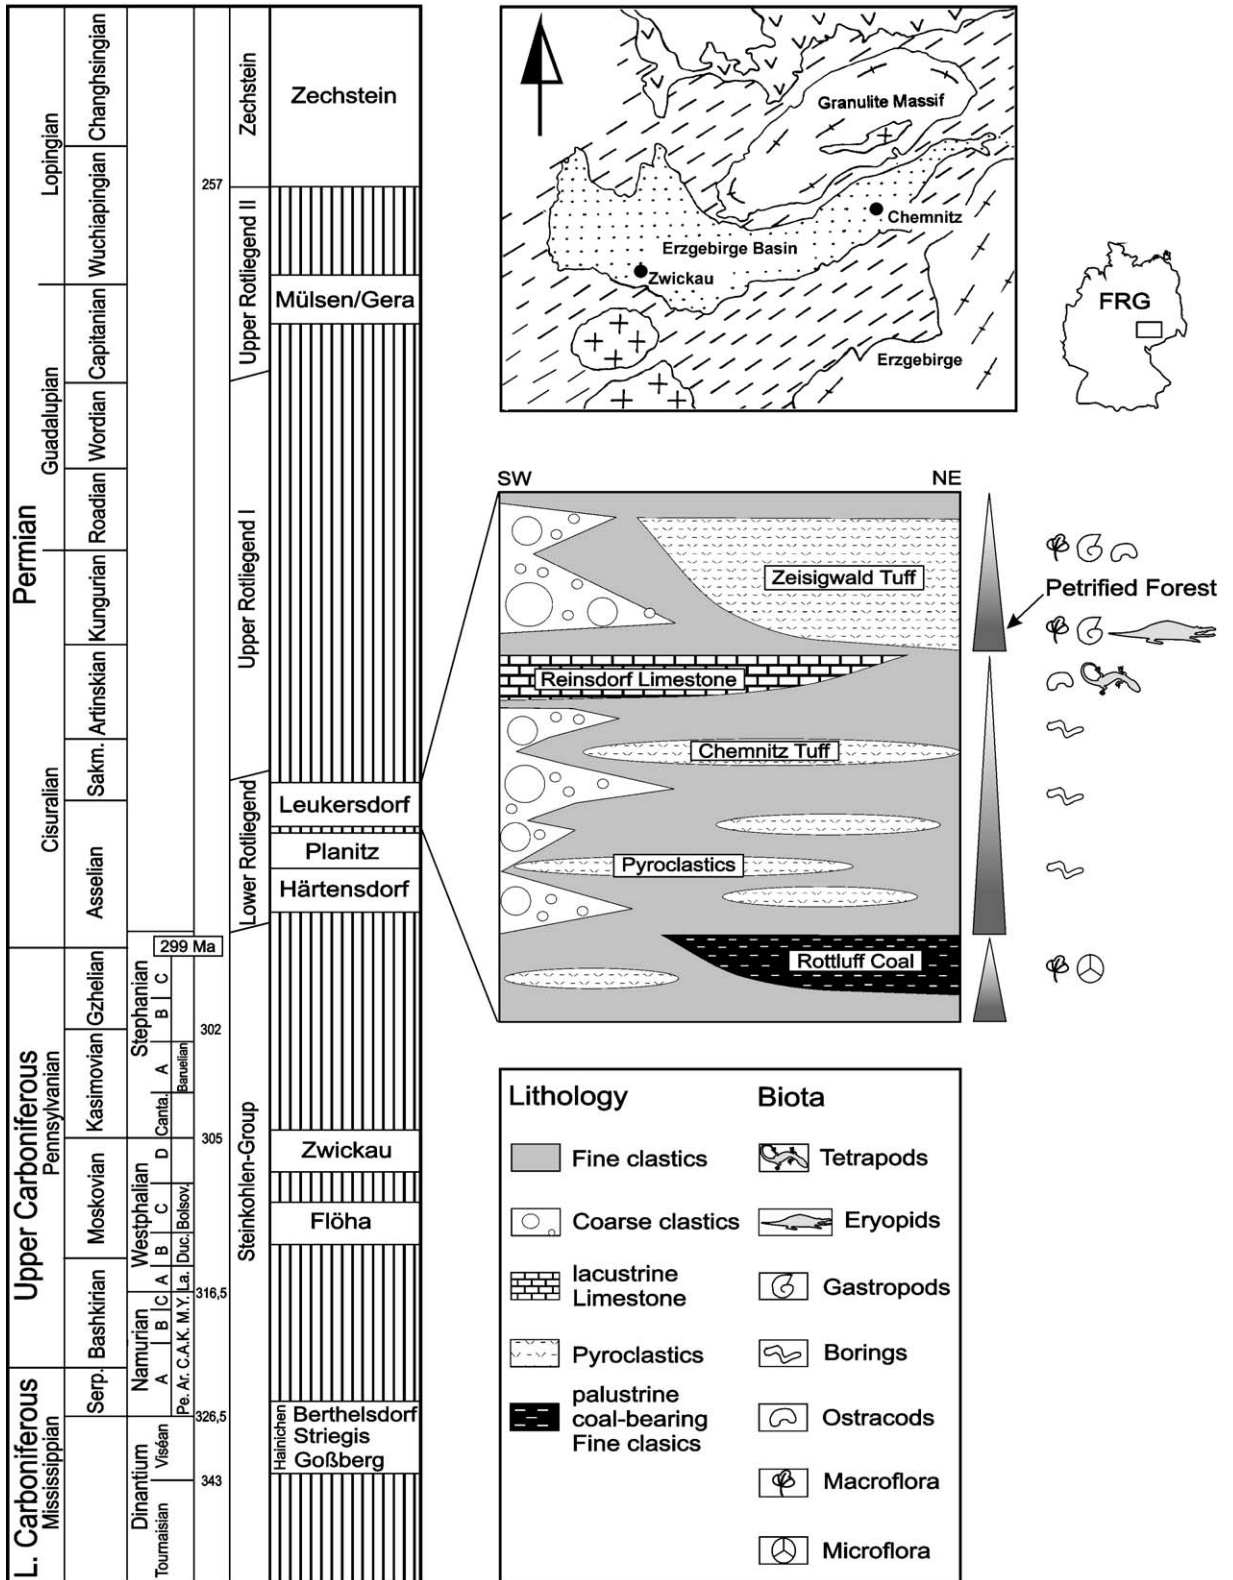 Permian
Upper Carboniferous
Pennsylvanian
L. Carboniferous
Mississippian
Lopingian
Guadalupian
Cisuralian
Changhsingian
Wuchiapingian
Capitanian
Wordian
Roadian
Kungurian
Artinskian
Sakm.
Asselian
Gzhelian
Kasimovian
Moskovian
Bashkirian
Serp.
Stephanian
C
B
A
Canta.
Baruelian
Westphalian
D
C
B
A
Bolsov.
Duc.
La.
Namurian
C
B
A
Pe. Ar. C.A.K. M.Y.
Dinantium
Viséan
Tournaisian
257
299 Ma
302
305
316,5
326,5
343
Zechstein
Upper Rotliegend II
Upper Rotliegend I
Lower Rotliegend
Steinkohlen-Group
Zechstein
Mülsen/Gera
Leukersdorf
Planitz
Härtensdorf
Zwickau
Flöha
Hainichen
Berthelsdorf
Striegis
Goßberg
Granulite Massif
Chemnitz
Erzgebirge Basin
Zwickau
Erzgebirge
FRG
SW
NE
Zeisigwald Tuff
Petrified Forest
Reinsdorf Limestone
Chemnitz Tuff
Pyroclastics
Rottluff Coal
Lithology
Fine clastics
Coarse clastics
lacustrine
Limestone
Pyroclastics
palustrine
coal-bearing
Fine clasics
Biota
Tetrapods
Eryopids
Gastropods
Borings
Ostracods
Macroflora
Microflora